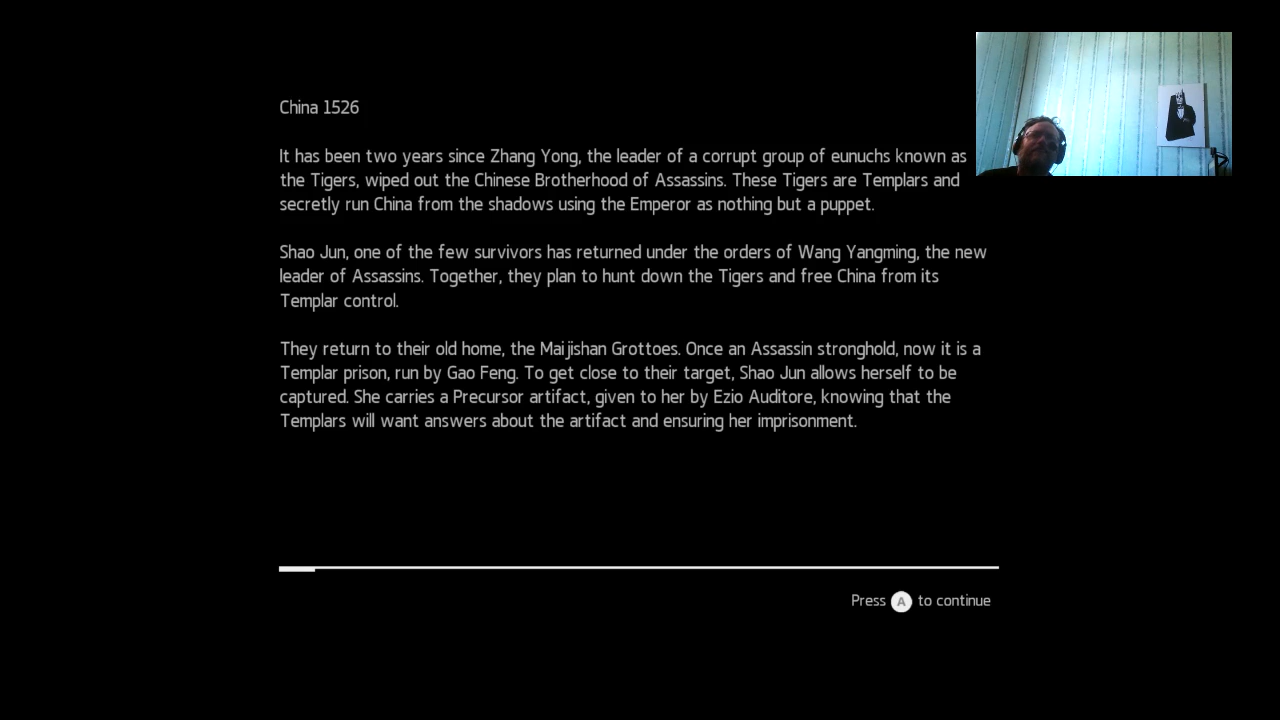 China 1526
It has been two years since Zhang Yong, the leader of a corrupt group of eunuchs known as
the Tigers, wiped out the Chinese Brotherhood of Assassins. These Tigers are Templars and
secretly run China from the shadows using the Emperor as nothing but a puppet.
Shao Jun, one of the few survivors has returned under the orders of Wang Yangming, the new
leader of Assassins. Together, they plan to hunt down the Tigers and free China from its
Templar control.
They return to their old home, the Maijishan Grottoes. Once an Assassin stronghold, now it is a
Templar prison, run by Gao Feng. To get close to their target, Shao Jun allows herself to be
captured. She carries a Precursor artifact, given to her by Ezio Auditore, knowing that the
Templars will want answers about the artifact and ensuring her imprisonment.
Press A to continue